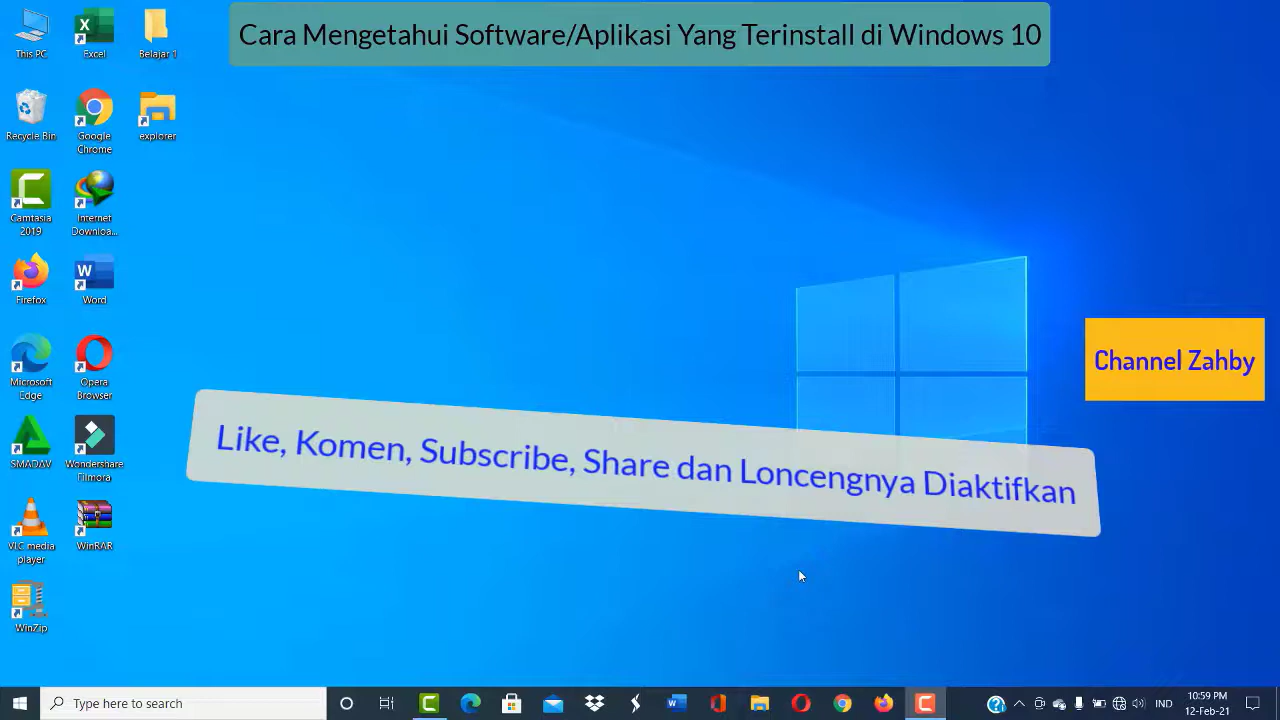 Cara Mengetahui Software/Aplikasi Yang Terinstall di Windows 10
This PC
Excel
Belajar 1
Recycle Bin
Google
Chrome
explorer
Camtasia
2019
Internet
Downloa...
Firefox
Word
Channel Zahby
Microsoft
Edge
Opera
Browser
Like, Komen, Subscribe, Share dan Loncengnya Diaktifkan
SMADAV
Wondershare
Filmora
VLC media
player
WinRAR
WinZip
Type here to search
IND
10:59 PM
12-Feb-21